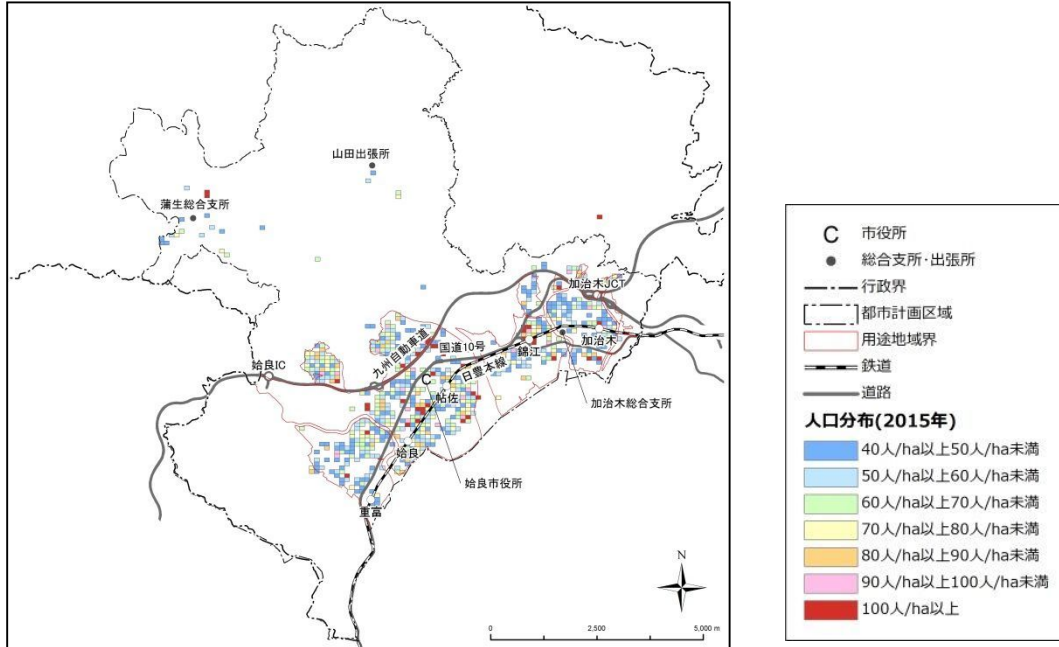 山田出張所
蒲生総合支所
加治木JCT
九州自動車道
国道10号
錦江
加治木
日豊本線
始良IC
C
帖佐
加治木総合支所
始良
始良市役所
重富
N
0
2,500
5,000 m
C 市役所
総合支所・出張所
行政界
都市計画区域
用途地域界
鉄道
道路
人口分布(2015年)
40人/ha以上50人/ha未満
50人/ha以上60人/ha未満
60人/ha以上70人/ha未満
70人/ha以上80人/ha未満
80人/ha以上90人/ha未満
90人/ha以上100人/ha未満
100人/ha以上